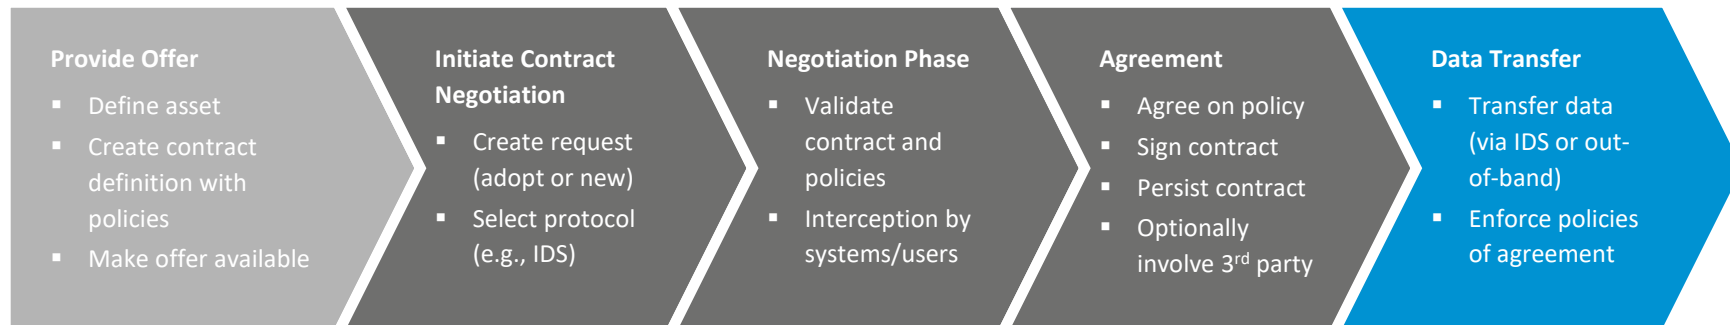 Provide Offer
▪ Define asset
▪ Create contract
definition with
policies
▪ Make offer available
Initiate Contract
Negotiation
▪ Create request
(adopt or new)
▪ Select protocol
(e.g., IDS)
Negotiation Phase
▪ Validate
contract and
policies
▪ Interception by
systems/users
Agreement
▪ Agree on policy
▪ Sign contract
▪ Persist contract
▪ Optionally
involve 3rd party
Data Transfer
▪ Transfer data
(via IDS or out-
of-band)
▪ Enforce policies
of agreement